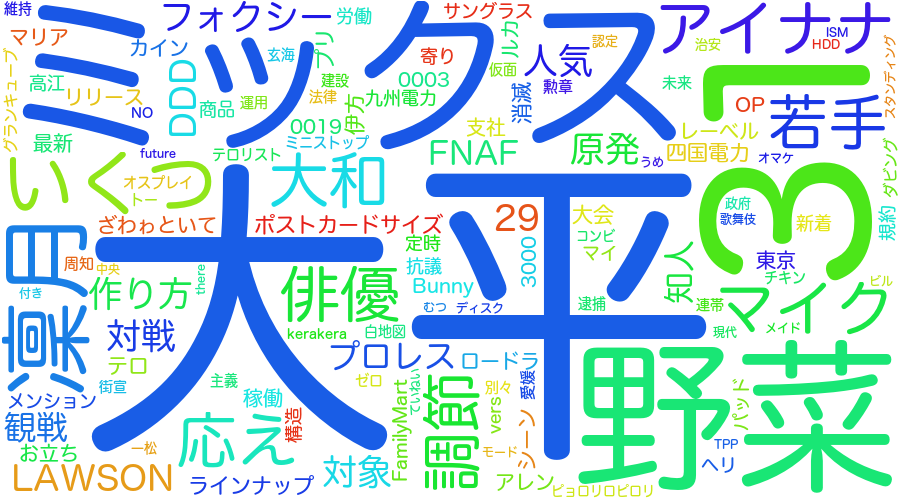 維持
フォクシー
労働
サングラス
アイナナ
ISM
HDD
治安
マリア
カイン
玄海
プリ
ミックス
寄り
ルカ
人気
認定
グランキューブ
高江
リリース
DDD
商品
運用
建設
法律
0003
九州電力
仮面
勲章
消滅
未来
OP
若手
スタンディング
NO
0019
伊方
最新
future
テロリスト
ミニストップ
支社
FNAF
原発
レーベル
四国電力
うめ
オマケ
ダビング
いくつ
オスプレイ
トー
大和
13
ざわゎといて
ポストカードサイズ
29
大会
政府
歌舞伎
新着
規約
凜月
周知
中央
there
定時
コンビ
マイ
知人
東京
チキン
ビル
付き
作り方
大平
俳優
抗議
Bunny
3000
逮捕
連帯
マイク
むつ
ディスク
現代
メイド
対戦
kerakera
白地図
プロレス
ロードラ
テロ
街宣
主義
稼働
ゼロ
FamilyMart
ていねい
調節
vers
別々
愛媛
野菜
バッド
メンション
観戦
お立ち
一松
応え
構造
モード
シーン
TPP
ヘリ
LAWSON
ラインナップ
対象
アレン
ピョロリロピロリ